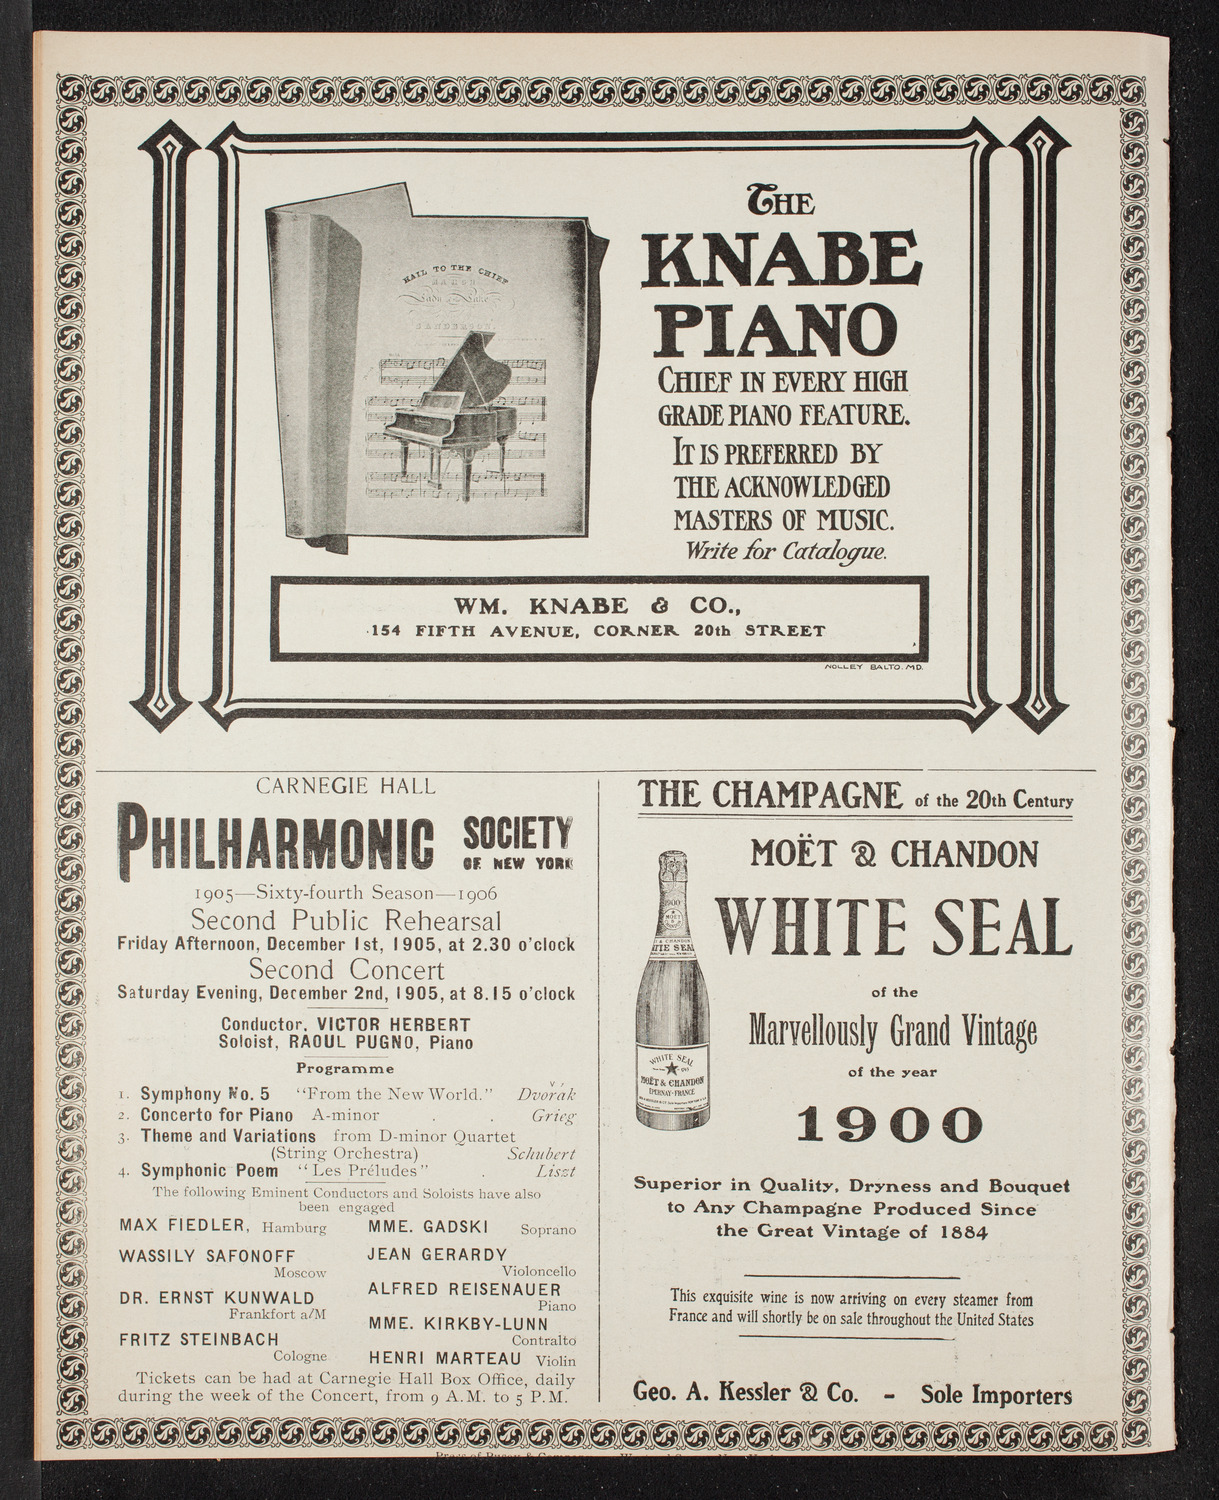 HAIL TO THE CHIEF
MARCH
Lady Lake
SANDERSON
THE
KNABE
PIANO
CHIEF IN EVERY HIGH
GRADE PIANO FEATURE.
IT IS PREFERRED BY
THE ACKNOWLEDGED
MASTERS OF MUSIC.
Write for Catalogue.
WM. KNABE & CO.,
154 FIFTH AVENUE, CORNER 20th STREET
NOLLEY BALTO. MD.
CARNEGIE HALL
PHILHARMONIC SOCIETY
OF NEW YORK
1905—Sixty-fourth Season—1906
Second Public Rehearsal
Friday Afternoon, December 1st, 1905, at 2.30 o'clock
Second Concert
Saturday Evening, December 2nd, 1905, at 8.15 o'clock
Conductor, VICTOR HERBERT
Soloist, RAOUL PUGNO, Piano
Programme
1. Symphony No. 5 "From the New World." Dvořák
2. Concerto for Piano A-minor . Grieg
3. Theme and Variations from D-minor Quartet
(String Orchestra) Schubert
4. Symphonic Poem "Les Préludes" . Liszt
The following Eminent Conductors and Soloists have also
been engaged
MAX FIEDLER, Hamburg
WASSILY SAFONOFF
Moscow
DR. ERNST KUNWALD
Frankfort a/M
FRITZ STEINBACH
Cologne
MME. GADSKI Soprano
JEAN GERARDY
Violoncello
ALFRED REISENAUER
Piano
MME. KIRKBY-LUNN
Contralto
HENRI MARTEAU Violin
Tickets can be had at Carnegie Hall Box Office, daily
during the week of the Concert, from 9 A.M. to 5 P.M.
THE CHAMPAGNE of the 20th Century
MOËT & CHANDON
WHITE SEAL
of the
Marvellously Grand Vintage
of the year
1900
1900
MOËT
& CHANDON
WHITE SEAL
MOËT & CHANDON
EPERNAY-FRANCE
Superior in Quality, Dryness and Bouquet
to Any Champagne Produced Since
the Great Vintage of 1884
This exquisite wine is now arriving on every steamer from
France and will shortly be on sale throughout the United States
Geo. A. Kessler & Co. - Sole Importers